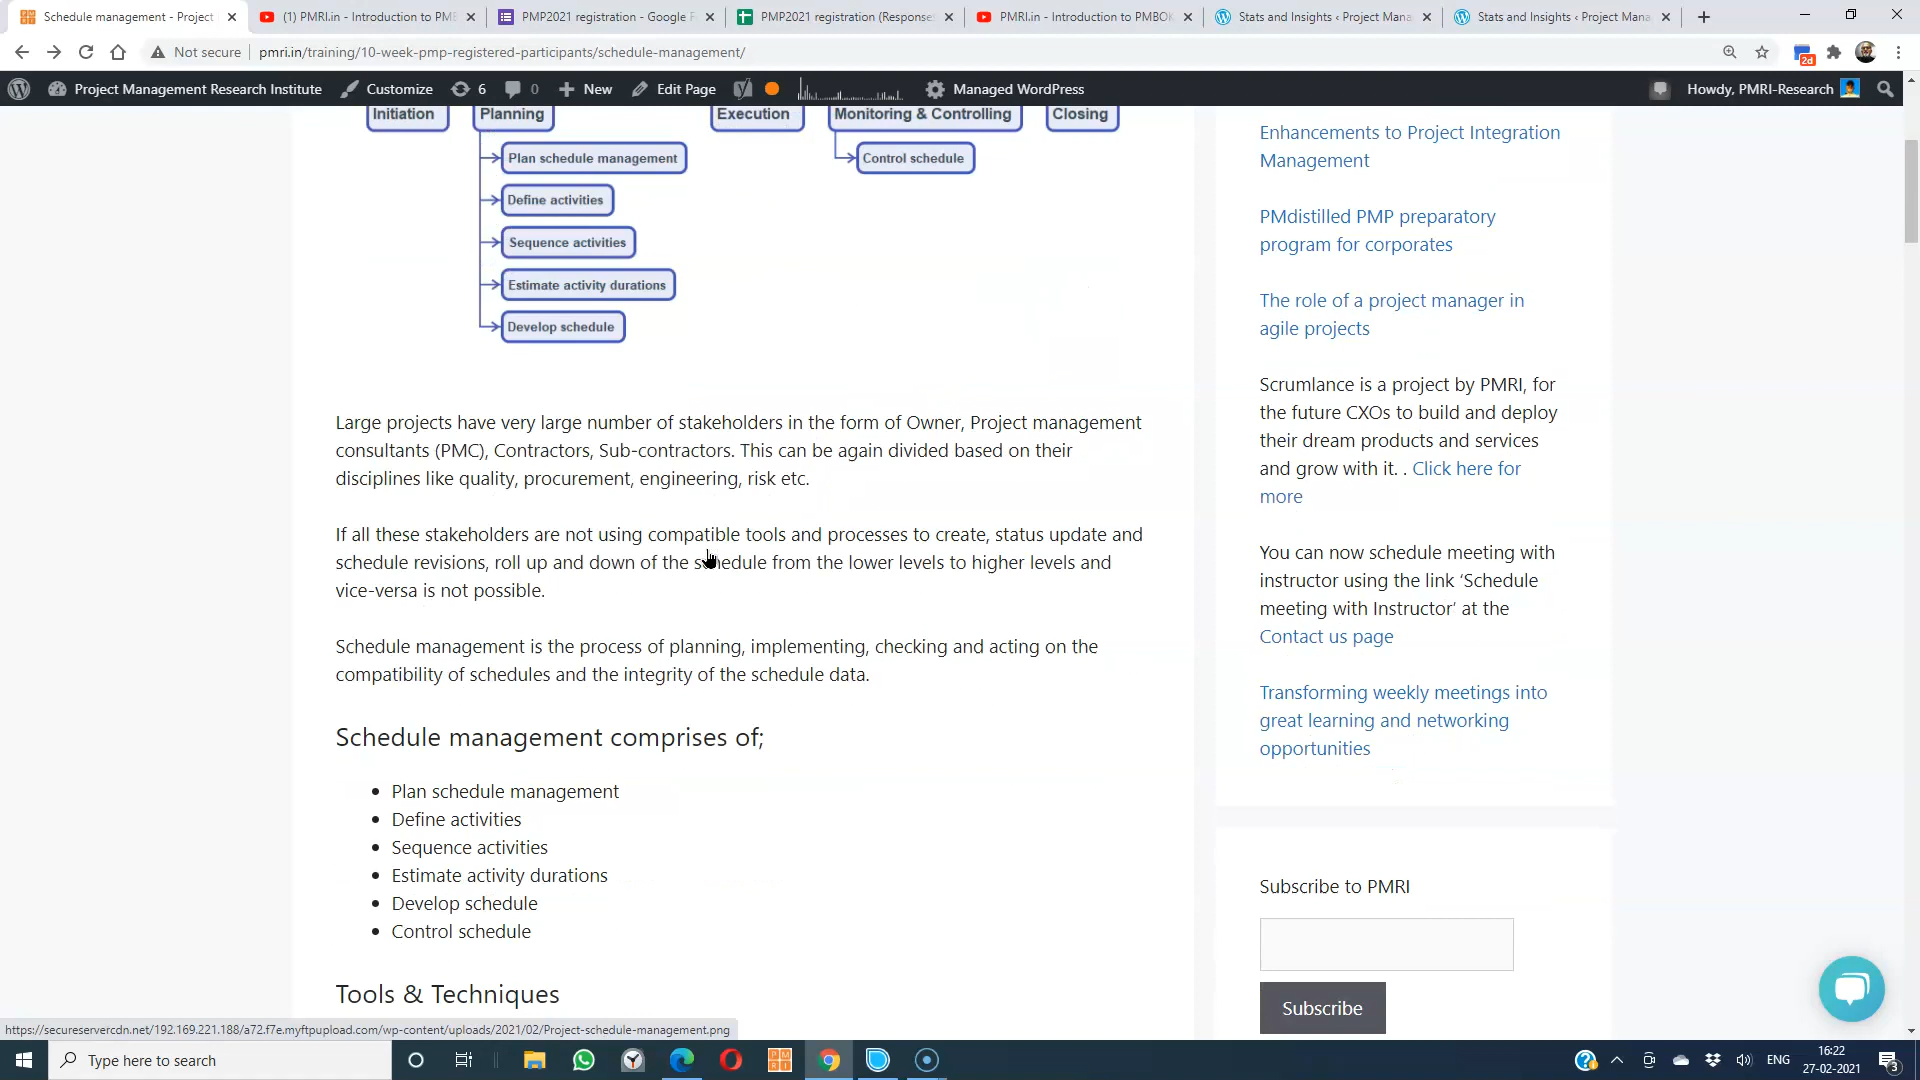 Schedule management - Project
(1) PMRI.in - Introduction to PMB
PMP2021 registration - Google F
PMP2021 registration (Response
PMRI.in - Introduction to PMBOK
Stats and Insights ‹ Project Mana
Stats and Insights ‹ Project Mana
Not secure
pmri.in/training/10-week-pmp-registered-participants/schedule-management/
2d
Project Management Research Institute
Customize
6
0
New
Edit Page
Managed WordPress
Howdy, PMRI-Research
Initiation
Planning
Execution
Monitoring & Controlling
Closing
Plan schedule management
Control schedule
Define activities
Sequence activities
Estimate activity durations
Develop schedule
Large projects have very large number of stakeholders in the form of Owner, Project management
consultants (PMC), Contractors, Sub-contractors. This can be again divided based on their
disciplines like quality, procurement, engineering, risk etc.
If all these stakeholders are not using compatible tools and processes to create, status update and
schedule revisions, roll up and down of the schedule from the lower levels to higher levels and
vice-versa is not possible.
Schedule management is the process of planning, implementing, checking and acting on the
compatibility of schedules and the integrity of the schedule data.
Schedule management comprises of;
• Plan schedule management
• Define activities
• Sequence activities
• Estimate activity durations
• Develop schedule
• Control schedule
Tools & Techniques
Enhancements to Project Integration
Management
PMdistilled PMP preparatory
program for corporates
The role of a project manager in
agile projects
Scrumlance is a project by PMRI, for
the future CXOs to build and deploy
their dream products and services
and grow with it. . Click here for
more
You can now schedule meeting with
instructor using the link ‘Schedule
meeting with Instructor’ at the
Contact us page
Transforming weekly meetings into
great learning and networking
opportunities
Subscribe to PMRI
Subscribe
https://secureservercdn.net/192.169.221.188/a72.f7e.myftpupload.com/wp-content/uploads/2021/02/Project-schedule-management.png
Type here to search
PM
RI
ENG
16:22
27-02-2021
3